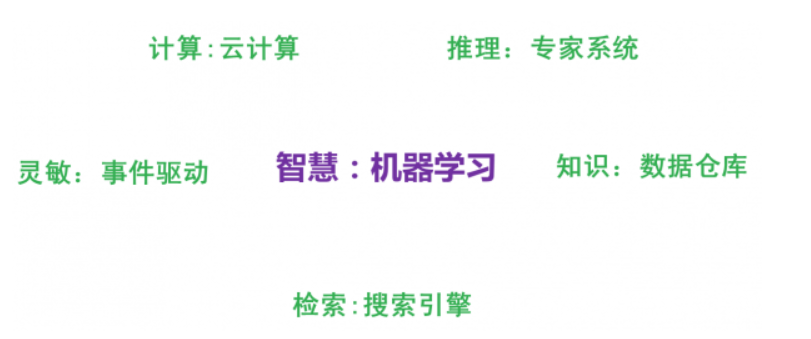 计算:云计算
推理：专家系统
灵敏：事件驱动
智慧：机器学习
知识：数据仓库
检索:搜索引擎